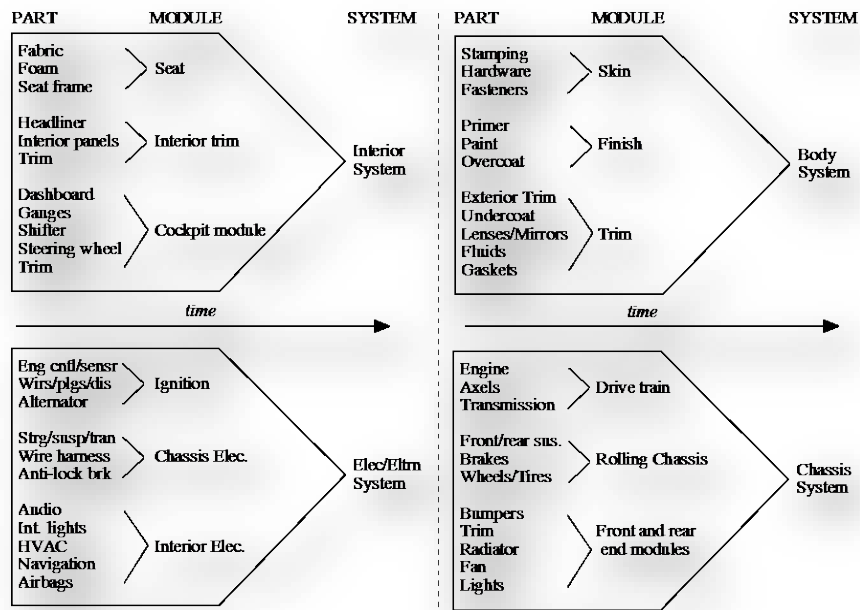 PART MODULE SYSTEM
Fabric
Foam
Seat frame
Seat
Headliner
Interior panels
Trim
Interior trim
Dashboard
Ganges
Shifter
Steering wheel
Trim
Cockpit module
Interior
System
time
PART MODULE SYSTEM
Stamping
Hardware
Fasteners
Skin
Primer
Paint
Overcoat
Finish
Exterior Trim
Undercoat
Lenses/Mirrors
Fluids
Gaskets
Trim
Body
System
time
Eng cntl/sensr
Wirs/plgs/dis
Alternator
Ignition
Strg/susp/tran
Wire harness
Anti-lock brk
Chassis Elec.
Audio
Int. lights
HVAC
Navigation
Airbags
Interior Elec.
Elec/Eltrn
System
Engine
Axels
Transmission
Drive train
Front/rear sus.
Brakes
Wheels/Tires
Rolling Chassis
Bumpers
Trim
Radiator
Fan
Lights
Front and rear
end modules
Chassis
System